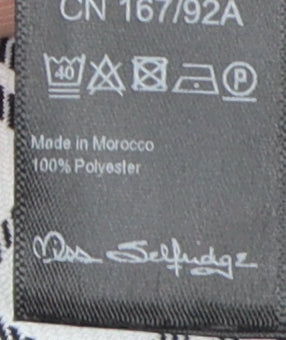 CN 167/92A
40 P
Made in Morocco
100% Polyester
Miss Selfridge